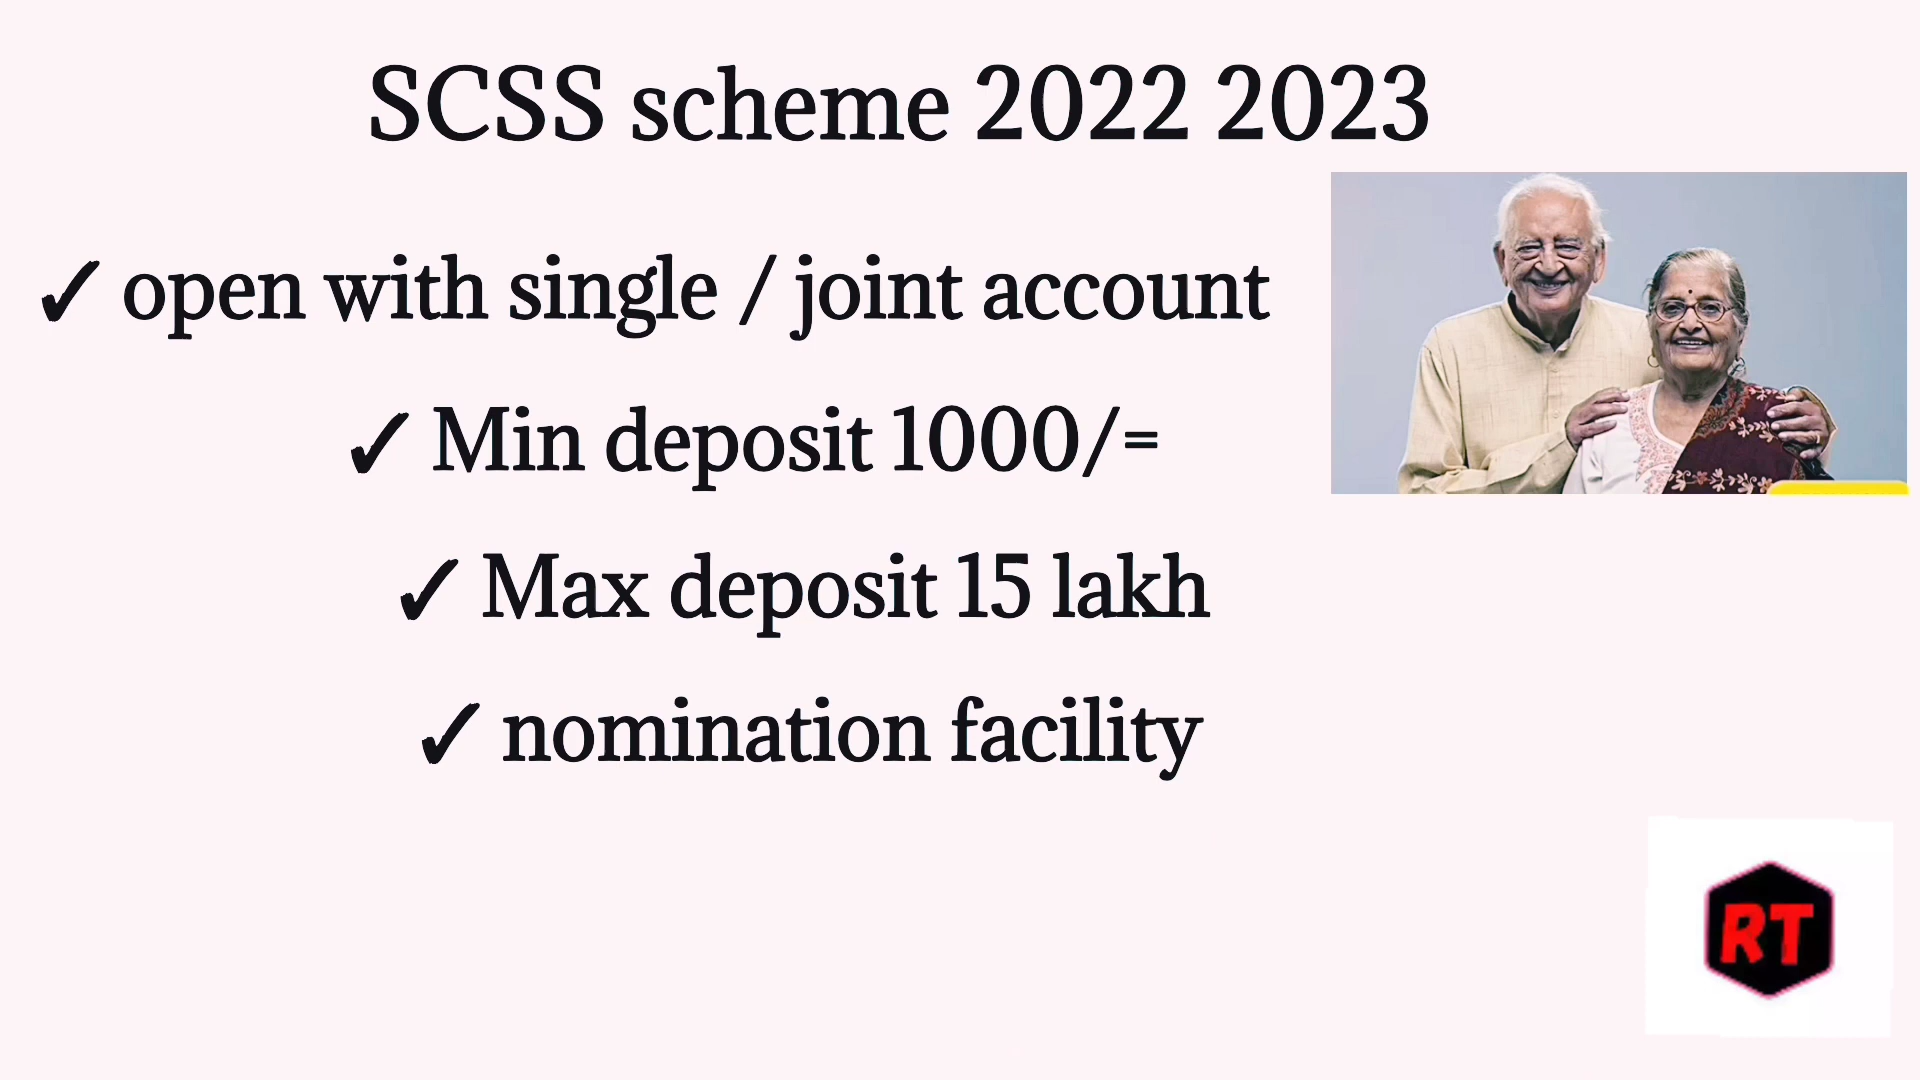 SCSS scheme 2022 2023
✓ open with single / joint account
✓ Min deposit 1000/=
✓ Max deposit 15 lakh
✓ nomination facility
RT